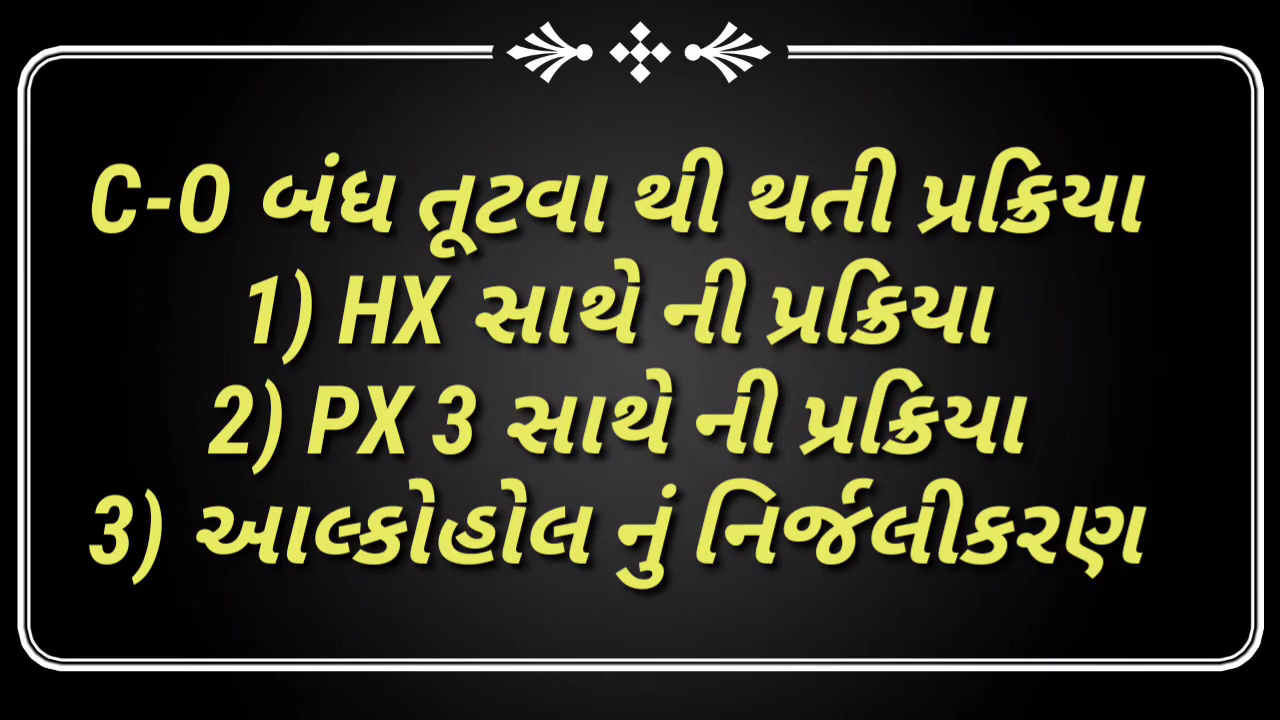 C-O બંધ તૂટવા થી થતી પ્રક્રિયા
1) HX સાથે ની પ્રક્રિયા
2) PX 3 સાથે ની પ્રક્રિયા
3) આલ્કોહોલ નું નિર્જલીકરણ